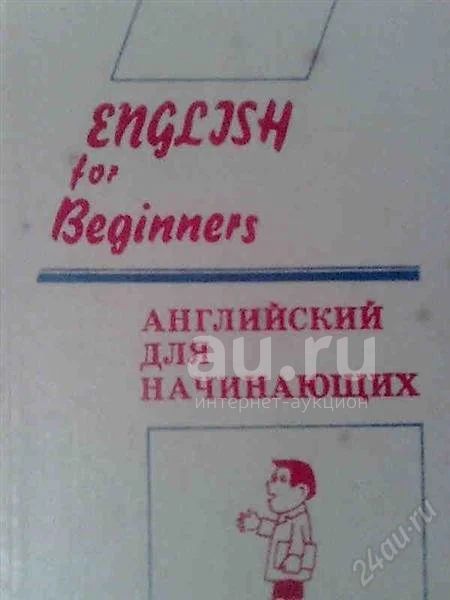 ENGLISH
for
Beginners
АНГЛИЙСКИЙ
ДЛЯ
НАЧИНАЮЩИХ
au.ru
интернет-аукцион
24au.ru